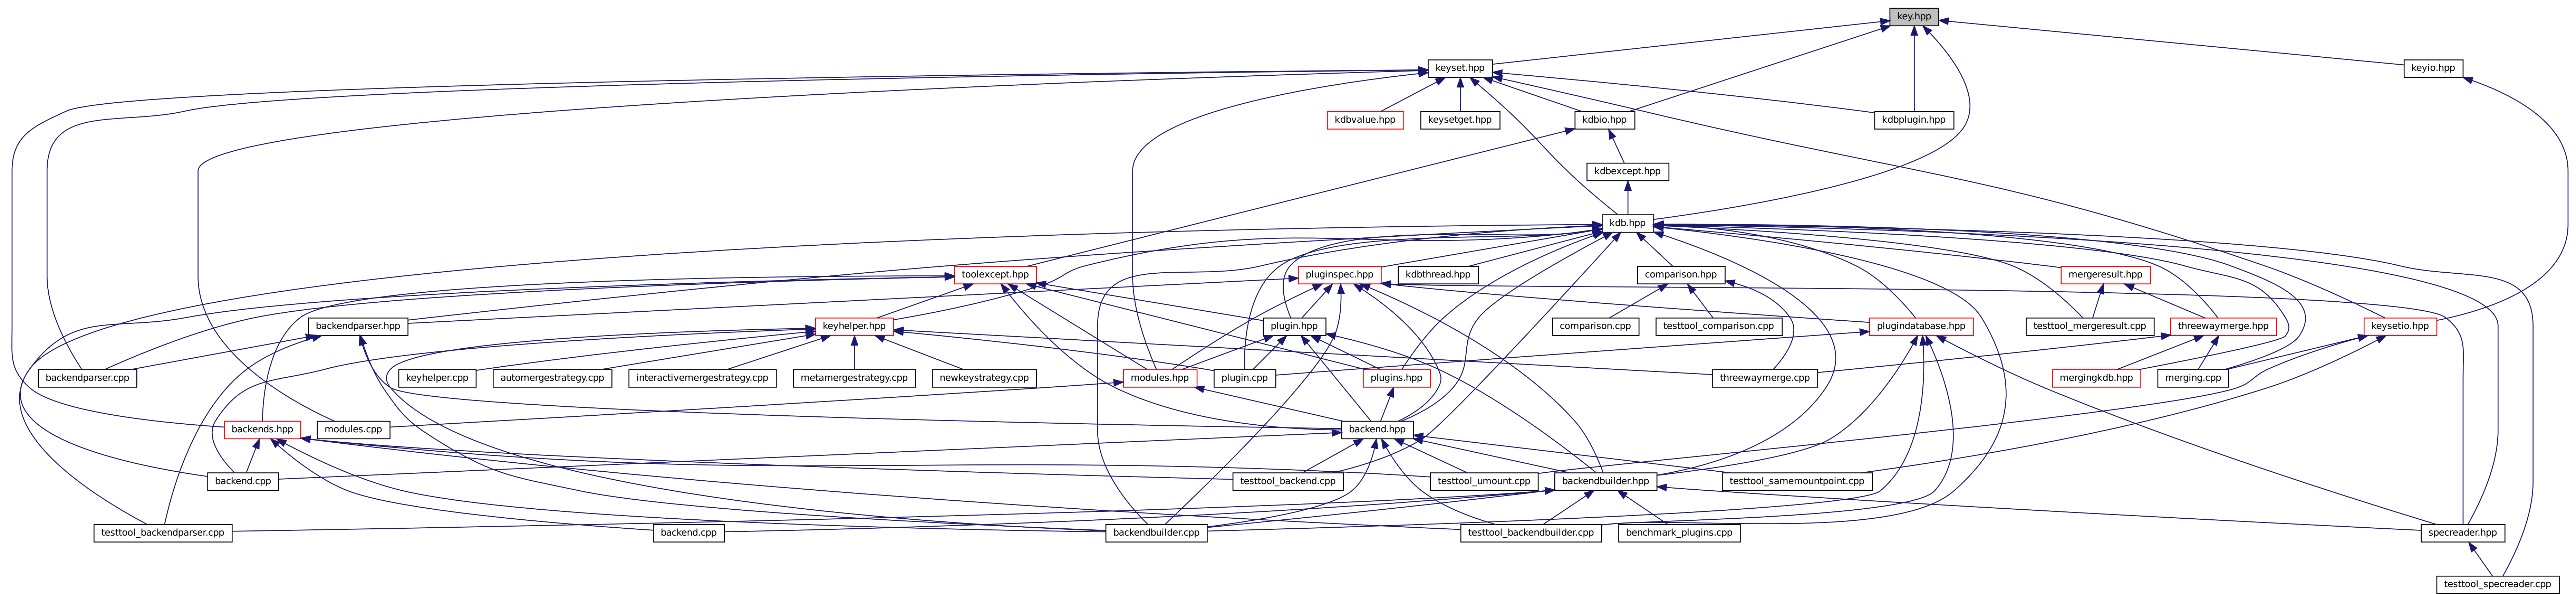 key.hpp
keyset.hpp
keyio.hpp
kdbvalue.hpp
keysetget.hpp
kdbio.hpp
kdbplugin.hpp
kdbexcept.hpp
kdb.hpp
toolexcept.hpp
pluginspec.hpp
kdbthread.hpp
comparison.hpp
mergeresult.hpp
backendparser.hpp
keyhelper.hpp
plugin.hpp
comparison.cpp
testtool_comparison.cpp
plugindatabase.hpp
testtool_mergeresult.cpp
threewaymerge.hpp
keysetio.hpp
backendparser.cpp
keyhelper.cpp
automergestrategy.cpp
interactivemergestrategy.cpp
metamergestrategy.cpp
newkeystrategy.cpp
modules.hpp
plugin.cpp
plugins.hpp
threewaymerge.cpp
mergingkdb.hpp
merging.cpp
backends.hpp
modules.cpp
backend.hpp
backend.cpp
testtool_backend.cpp
testtool_umount.cpp
backendbuilder.hpp
testtool_samemountpoint.cpp
testtool_backendparser.cpp
backend.cpp
backendbuilder.cpp
testtool_backendbuilder.cpp
benchmark_plugins.cpp
specreader.hpp
testtool_specreader.cpp